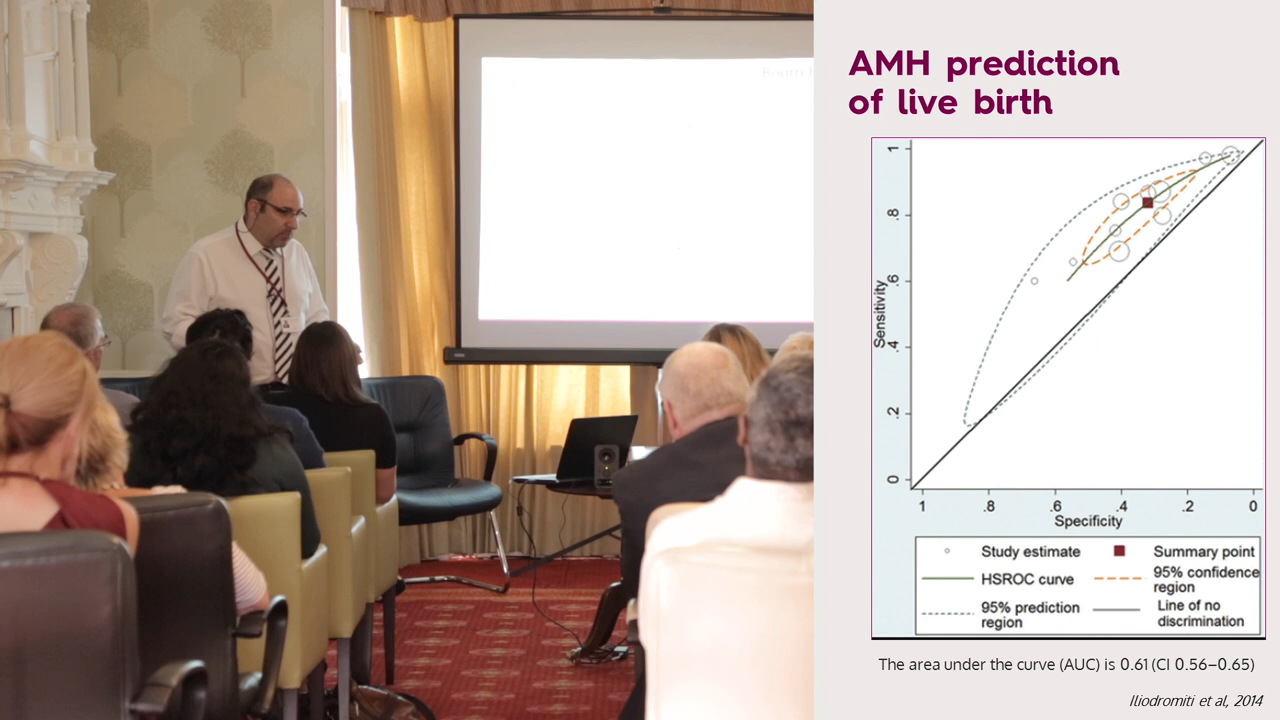 AMH prediction
of live birth
1
.8
.6
.4
.2
0
Sensitivity
1 .8 .6 .4 .2 0
Specificity
Study estimate Summary point
HSROC curve 95% confidence
region
95% prediction
region Line of no
discrimination
The area under the curve (AUC) is 0.61 (CI 0.56–0.65)
Iliodromiti et al, 2014